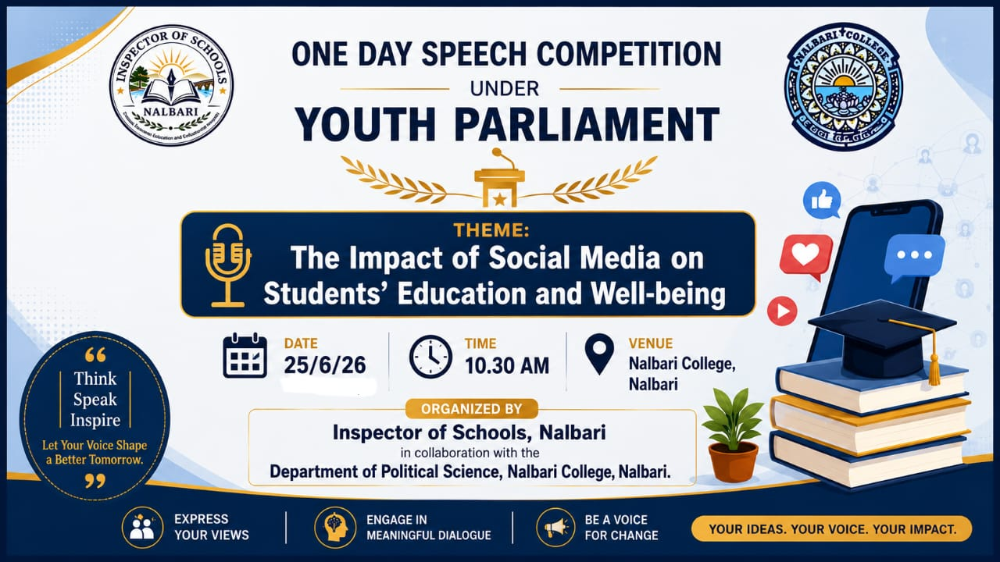 INSPECTOR OF SCHOOLS
NALBARI
ONE DAY SPEECH COMPETITION
UNDER
YOUTH PARLIAMENT
NALBARI COLLEGE
THEME:
The Impact of Social Media on
Students’ Education and Well-being
DATE
25/6/26
TIME
10.30 AM
VENUE
Nalbari College,
Nalbari
“
Think
Speak
Inspire
Let Your Voice Shape
a Better Tomorrow.
”
ORGANIZED BY
Inspector of Schools, Nalbari
in collaboration with the
Department of Political Science, Nalbari College, Nalbari.
EXPRESS
YOUR VIEWS
ENGAGE IN
MEANINGFUL DIALOGUE
BE A VOICE
FOR CHANGE
YOUR IDEAS. YOUR VOICE. YOUR IMPACT.